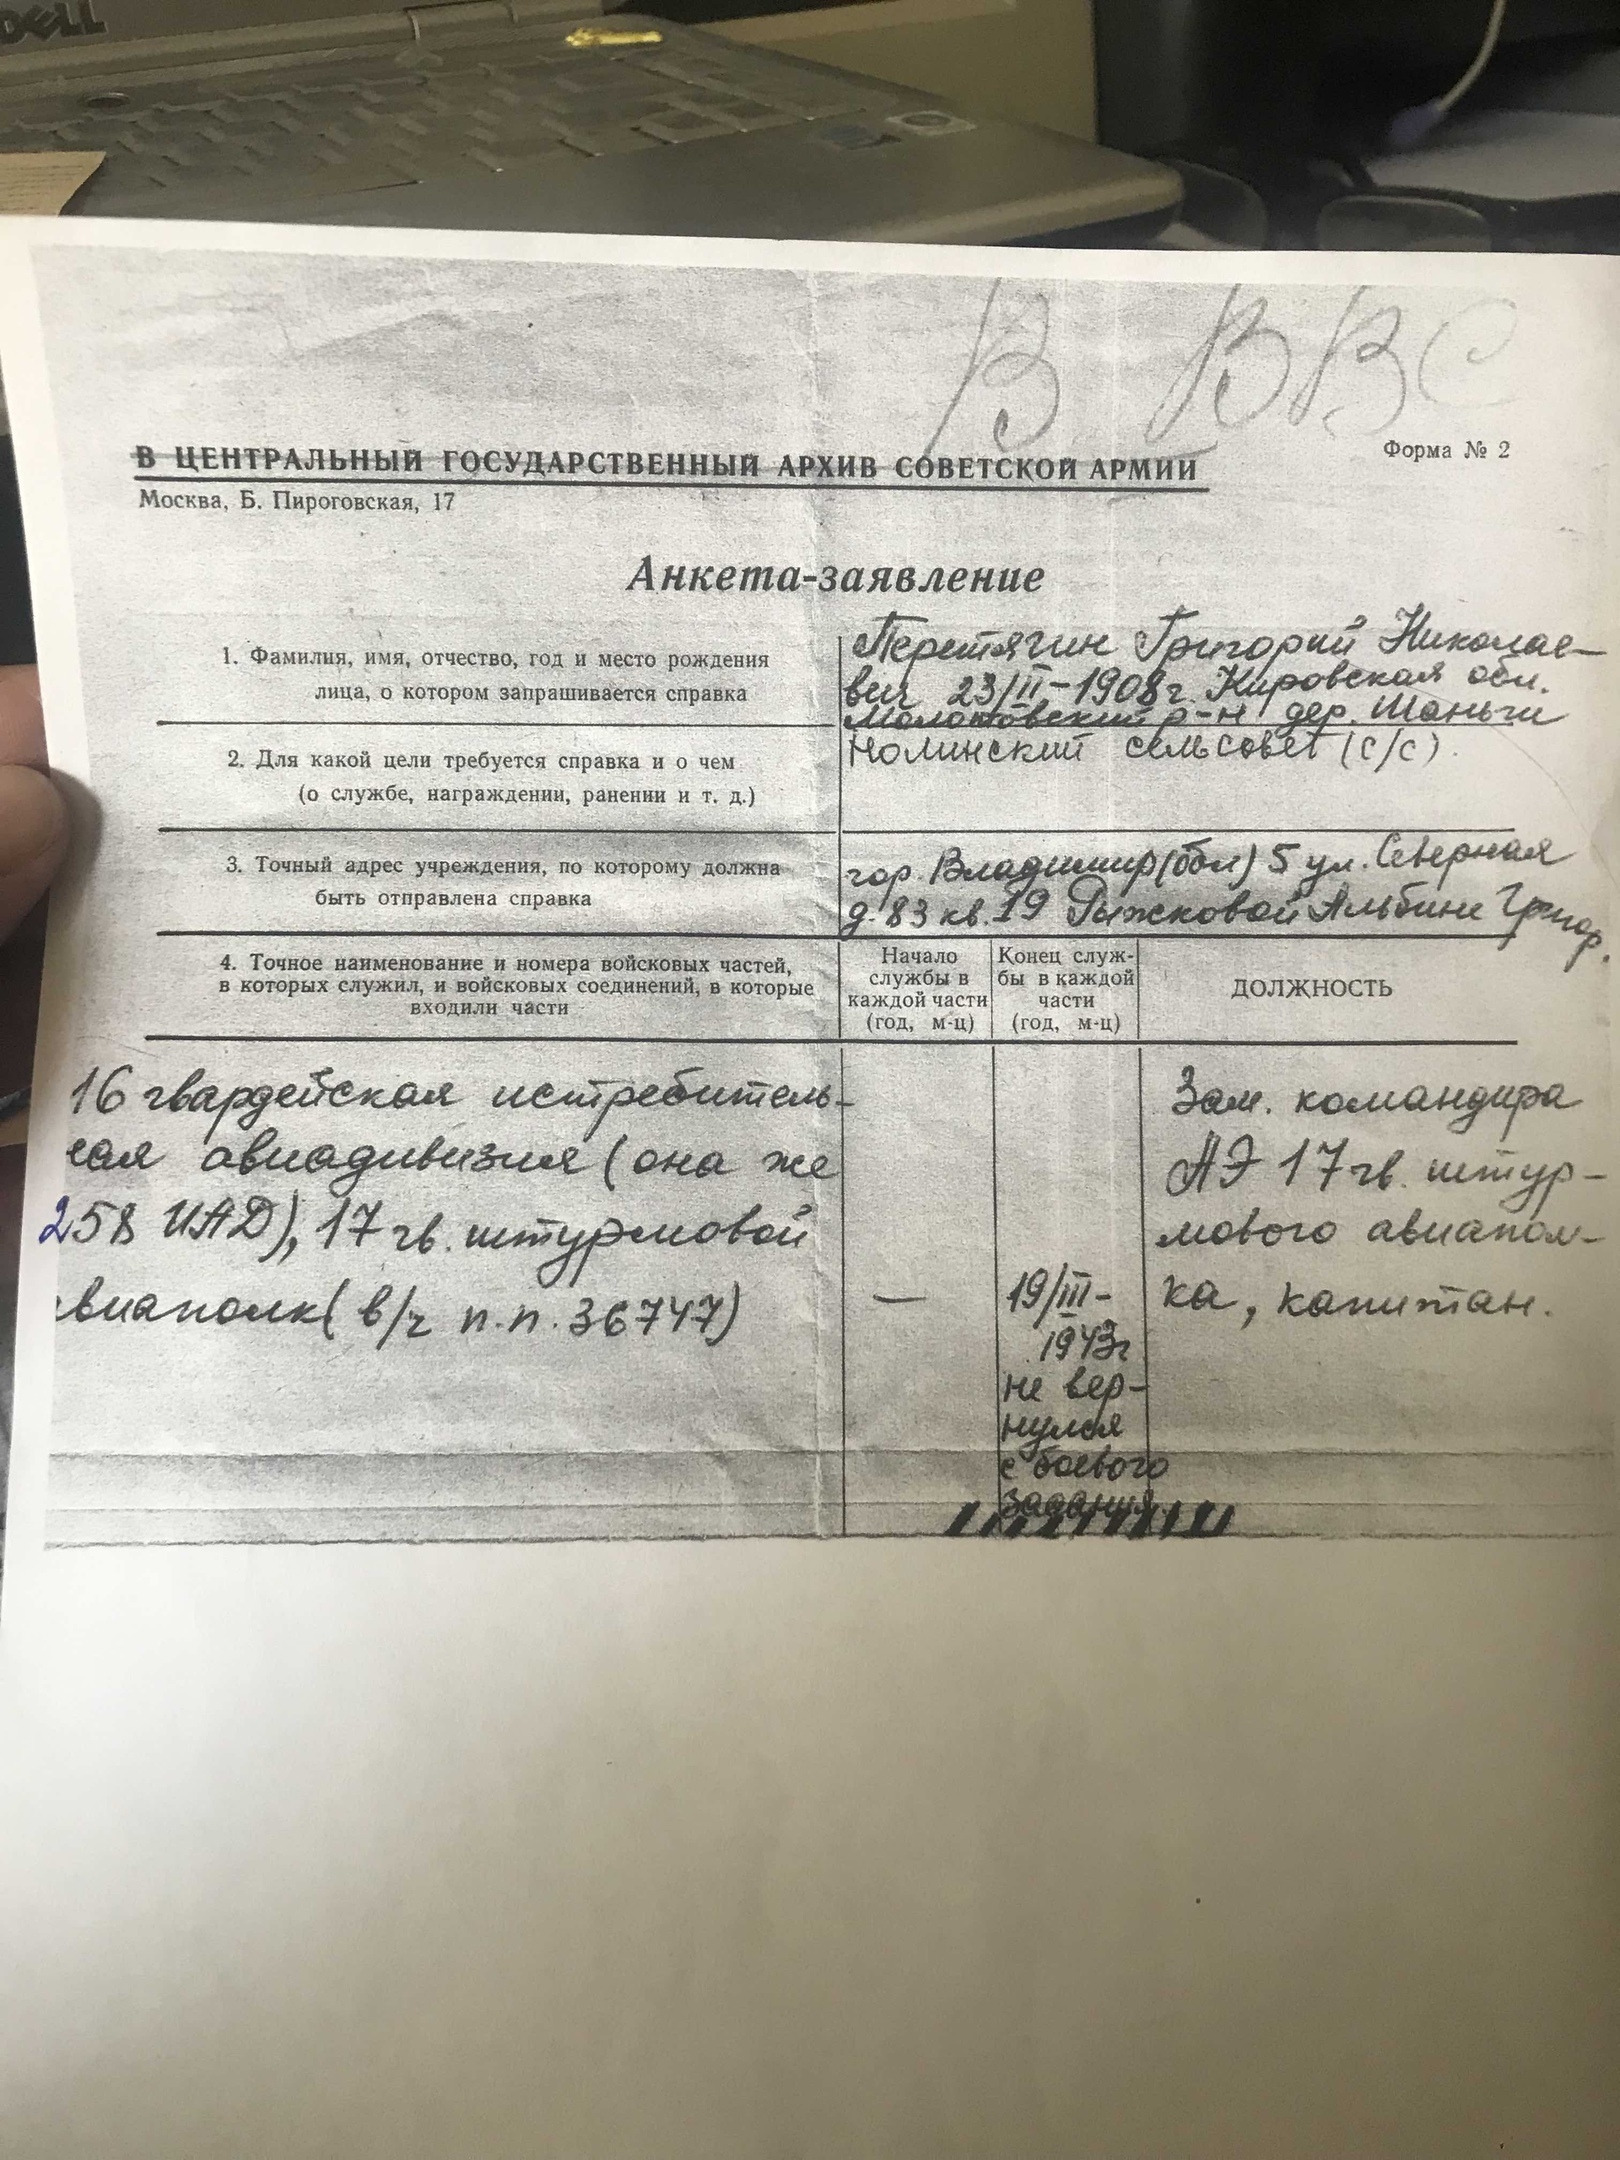 DELL
В ВВС
Форма № 2
В ЦЕНТРАЛЬНЫЙ ГОСУДАРСТВЕННЫЙ АРХИВ СОВЕТСКОЙ АРМИИ
Москва, Б. Пироговская, 17
Анкета-заявление
1. Фамилия, имя, отчество, год и место рождения
лица, о котором запрашивается справка
Перетягин Григорий Николае-
вич 23/II-1908г. Кировская обл.
Молотовский р-н дер. Шаньги
Нолинский сельсовет (с/с).
2. Для какой цели требуется справка и о чем
(о службе, награждении, ранении и т. д.)
3. Точный адрес учреждения, по которому должна
быть отправлена справка
гор. Владимир (обл) 5 ул. Северная
д. 83 кв. 19 Рыжковой Альбине Григор.
4. Точное наименование и номера войсковых частей,
в которых служил, и войсковых соединений, в которые
входили части
Начало
службы в
каждой части
(год, м-ц)
Конец служ-
бы в каждой
части
(год, м-ц)
ДОЛЖНОСТЬ
16 гвардейская истребитель-
ная авиадивизия (она же
258 ИАД), 17 гв. штурмовой
авиаполк (в/ч п.п. 36747)
—
19/III-
1943г
не вер-
нулся
с боевого
задания
Зам. командира
АЭ 17 гв. штур-
мового авиапол-
ка, капитан.